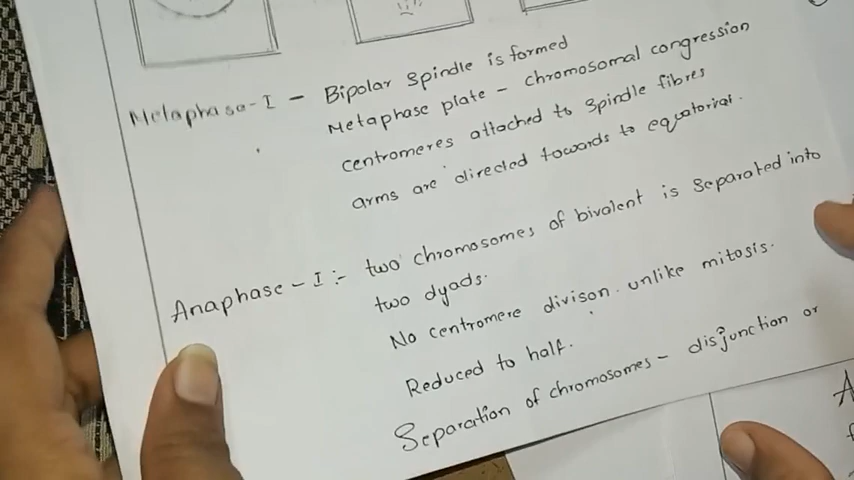 Metaphase-I - Bipolar Spindle is formed
Metaphase plate - chromosomal congression
centromeres attached to spindle fibres
arms are directed towards to equatorial.
Anaphase-I :- two chromosomes of bivalent is separated into
two dyads.
No centromere divison. unlike mitosis.
Reduced to half.
Separation of chromosomes - disjunction or
A